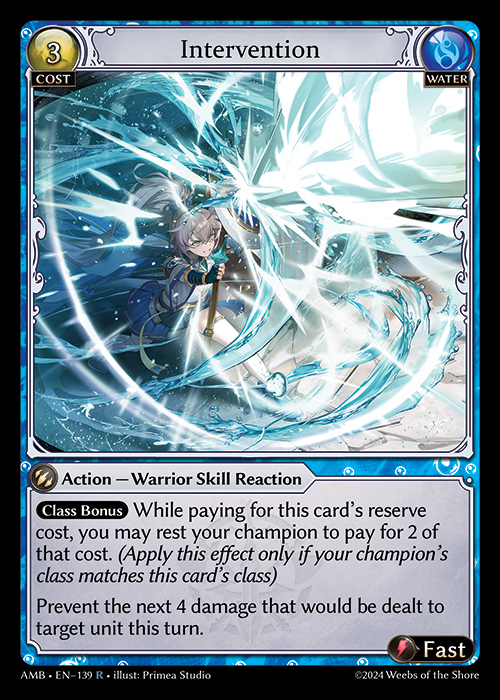 3
Intervention
COST
WATER
Action — Warrior Skill Reaction
Class Bonus While paying for this card's reserve
cost, you may rest your champion to pay for 2 of
that cost. (Apply this effect only if your champion's
class matches this card's class)
Prevent the next 4 damage that would be dealt to
target unit this turn.
Fast
AMB • EN–139 R • illust: Primea Studio
©2024 Weebs of the Shore